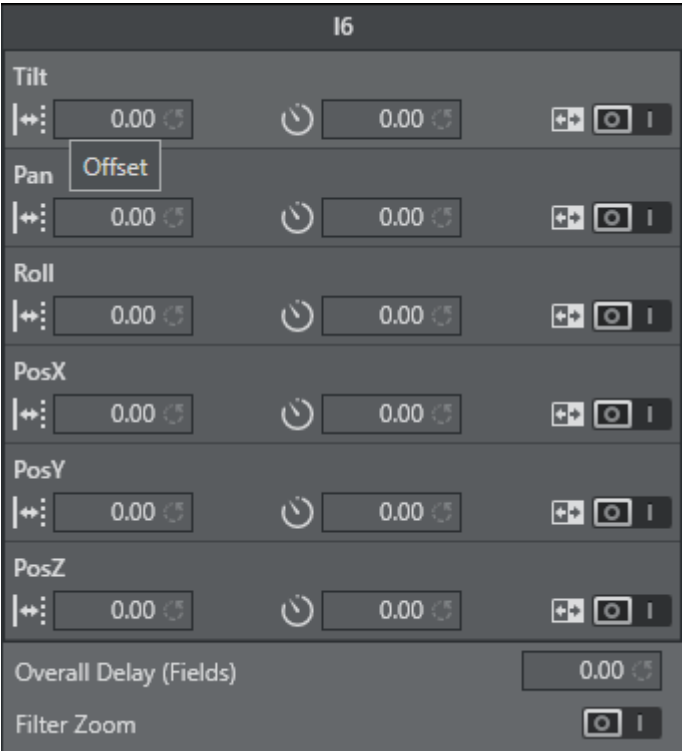 I6
Tilt
0.00 0.00 O I
Offset
Pan
0.00 0.00 O I
Roll
0.00 0.00 O I
PosX
0.00 0.00 O I
PosY
0.00 0.00 O I
PosZ
0.00 0.00 O I
Overall Delay (Fields) 0.00
Filter Zoom O I